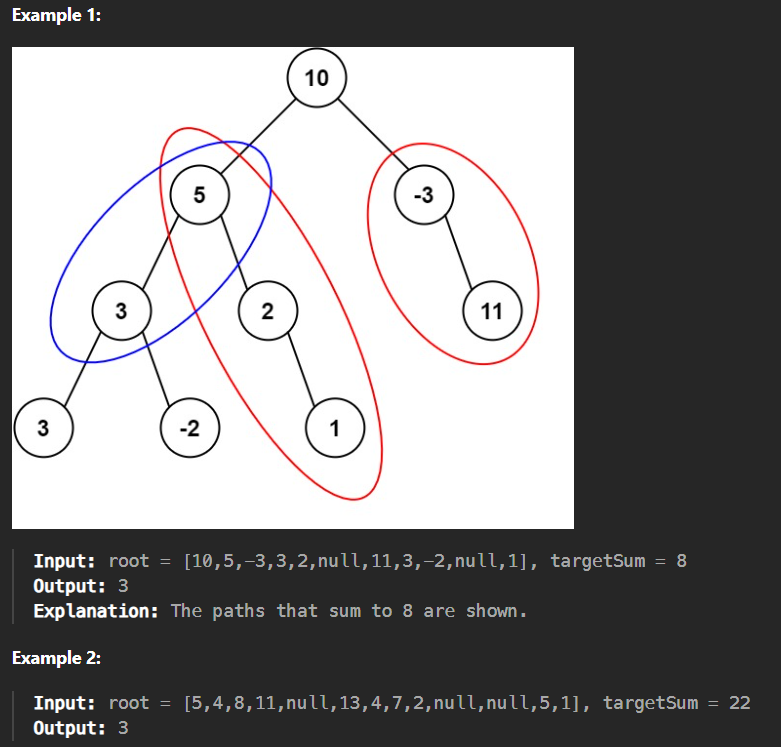 Example 1:
10
5
-3
3
2
11
3
-2
1
Input: root = [10,5,-3,3,2,null,11,3,-2,null,1], targetSum = 8
Output: 3
Explanation: The paths that sum to 8 are shown.
Example 2:
Input: root = [5,4,8,11,null,13,4,7,2,null,null,5,1], targetSum = 22
Output: 3